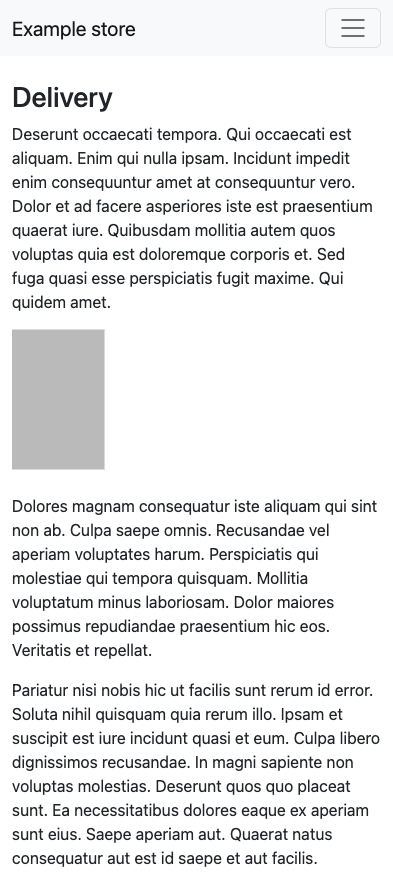 Example store
Delivery
Deserunt occaecati tempora. Qui occaecati est
aliquam. Enim qui nulla ipsam. Incidunt impedit
enim consequuntur amet at consequuntur vero.
Dolor et ad facere asperiores iste est praesentium
quaerat iure. Quibusdam mollitia autem quos
voluptas quia est doloremque corporis et. Sed
fuga quasi esse perspiciatis fugit maxime. Qui
quidem amet.
Dolores magnam consequatur iste aliquam qui sint
non ab. Culpa saepe omnis. Recusandae vel
aperiam voluptates harum. Perspiciatis qui
molestiae qui tempora quisquam. Mollitia
voluptatum minus laboriosam. Dolor maiores
possimus repudiandae praesentium hic eos.
Veritatis et repellat.
Pariatur nisi nobis hic ut facilis sunt rerum id error.
Soluta nihil quisquam quia rerum illo. Ipsam et
suscipit est iure incidunt quasi et eum. Culpa libero
dignissimos recusandae. In magni sapiente non
voluptas molestias. Deserunt quos quo placeat
sunt. Ea necessitatibus dolores eaque ex aperiam
sunt eius. Saepe aperiam aut. Quaerat natus
consequatur aut est id saepe et aut facilis.